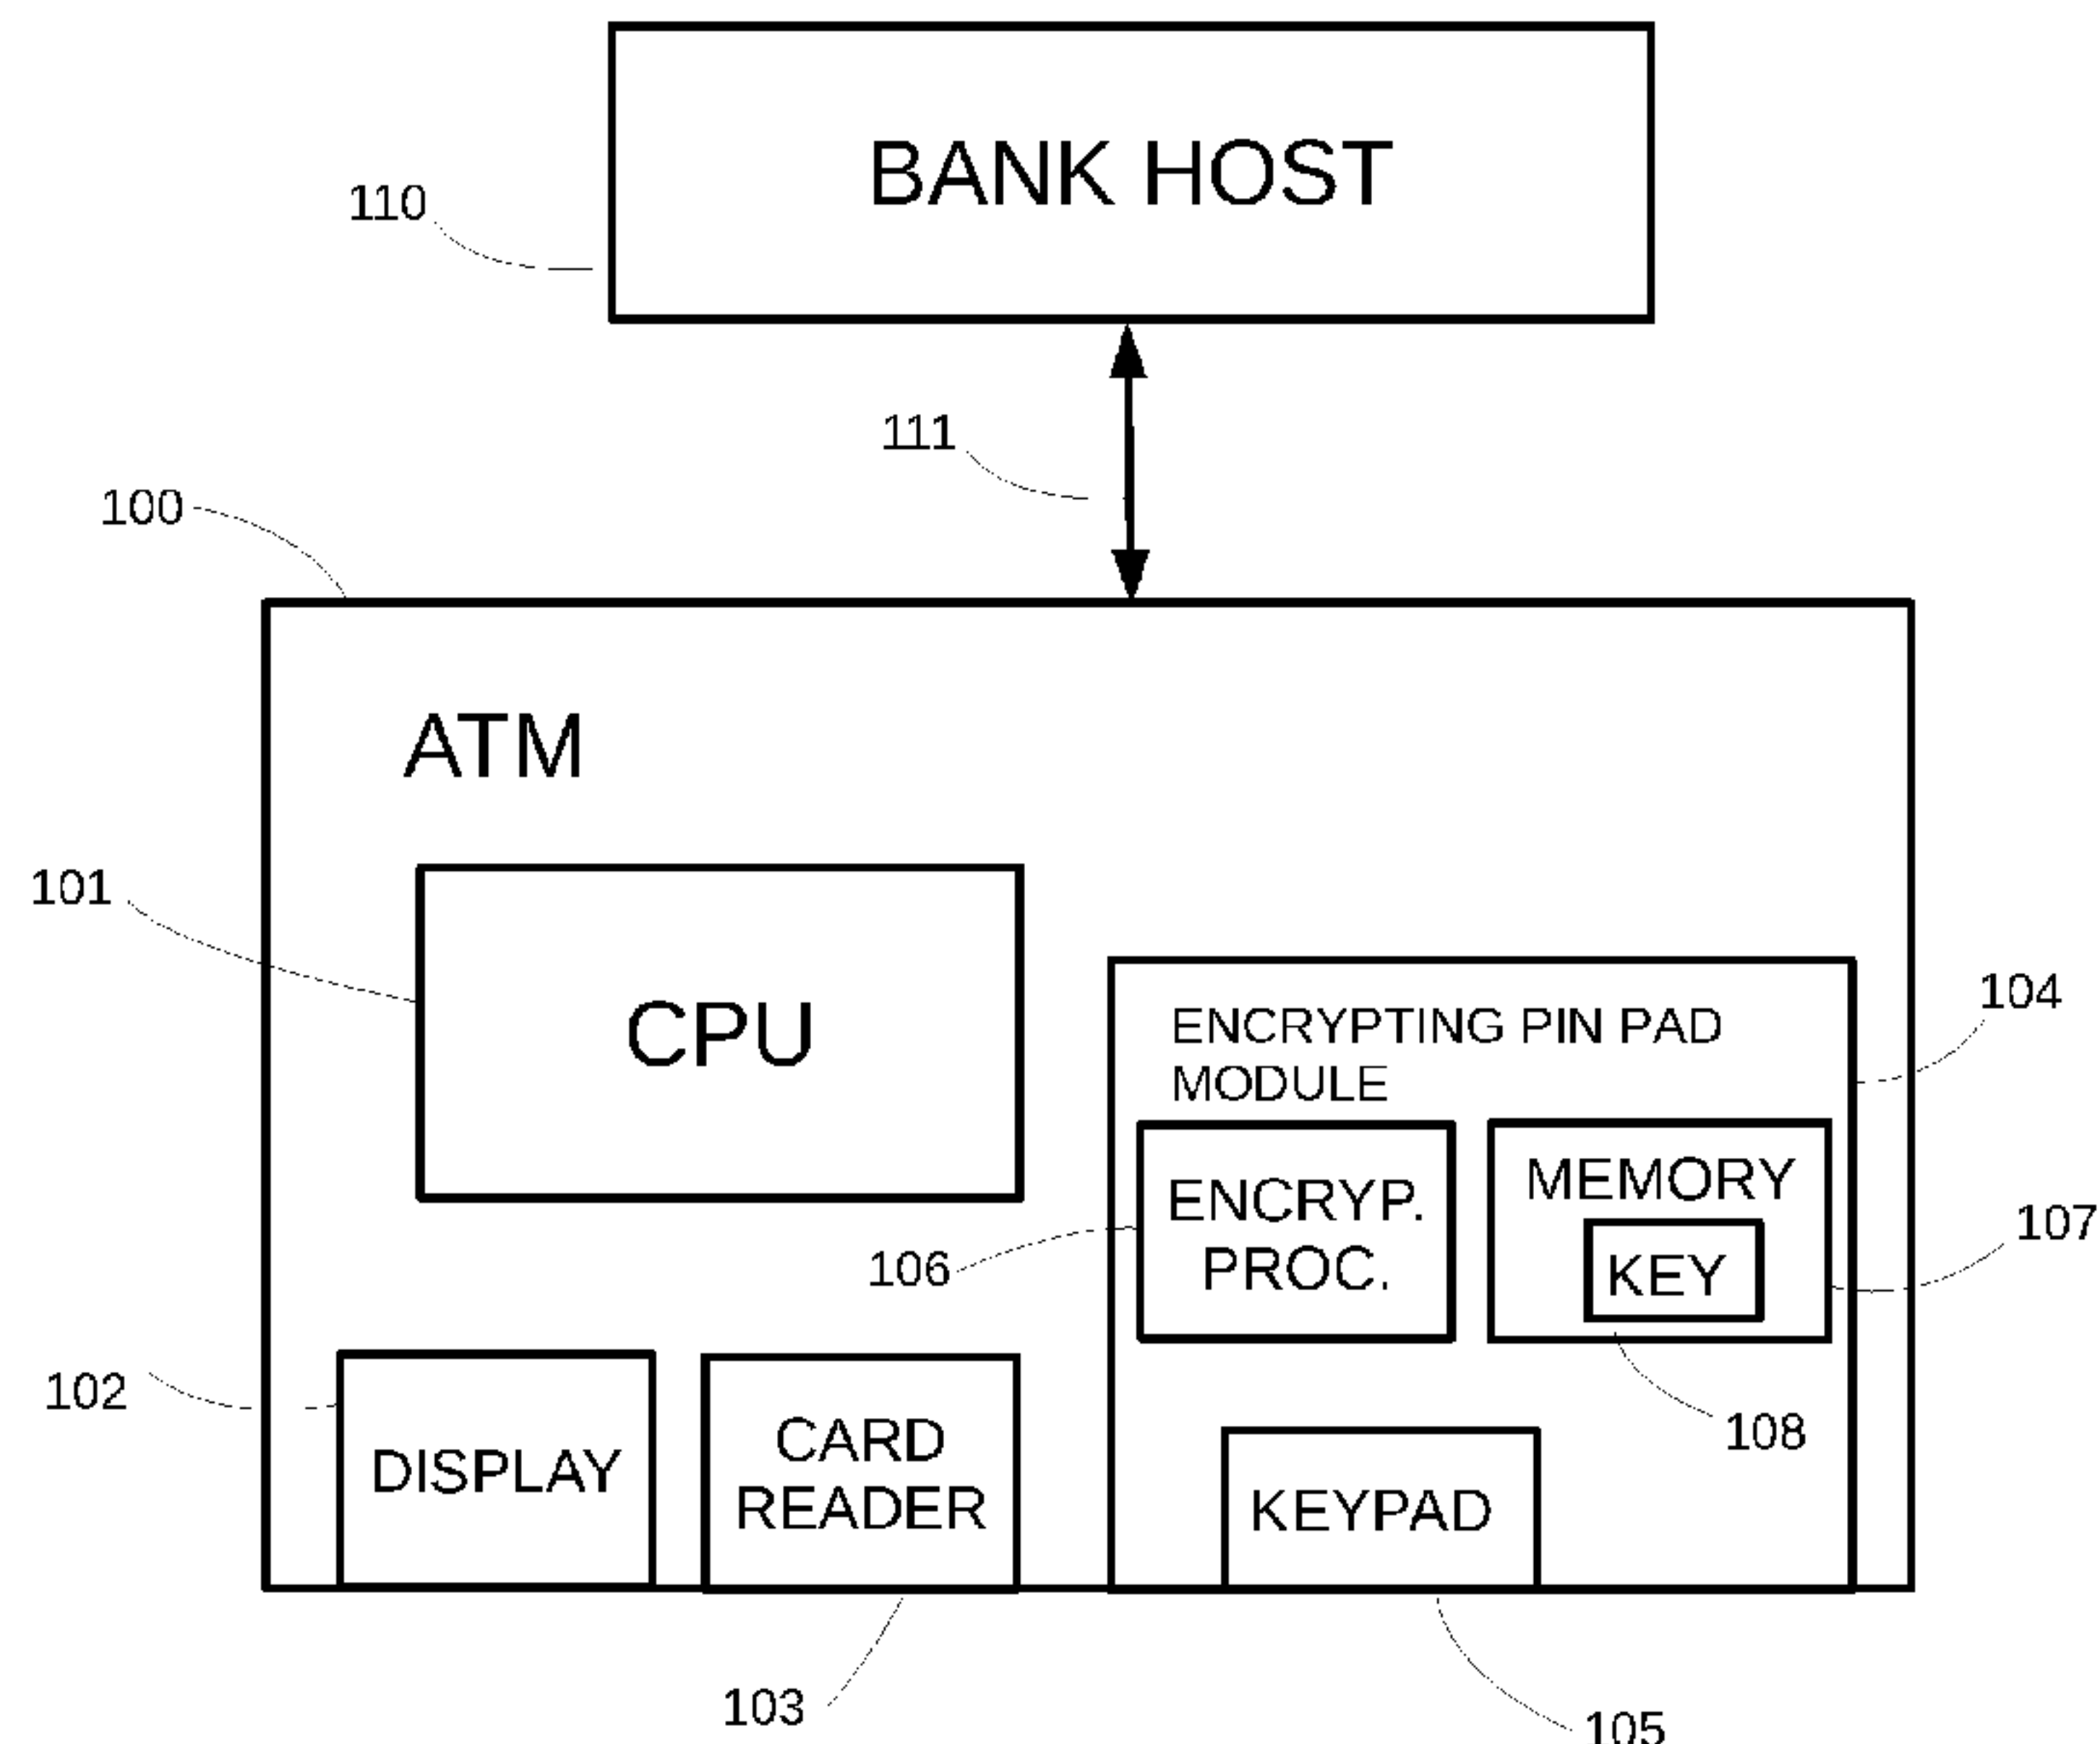 BANK HOST
110
111
100
ATM
101
CPU
104
ENCRYPTING PIN PAD
MODULE
ENCRYP.
PROC.
MEMORY
KEY
107
106
108
102
DISPLAY
CARD
READER
KEYPAD
103
105